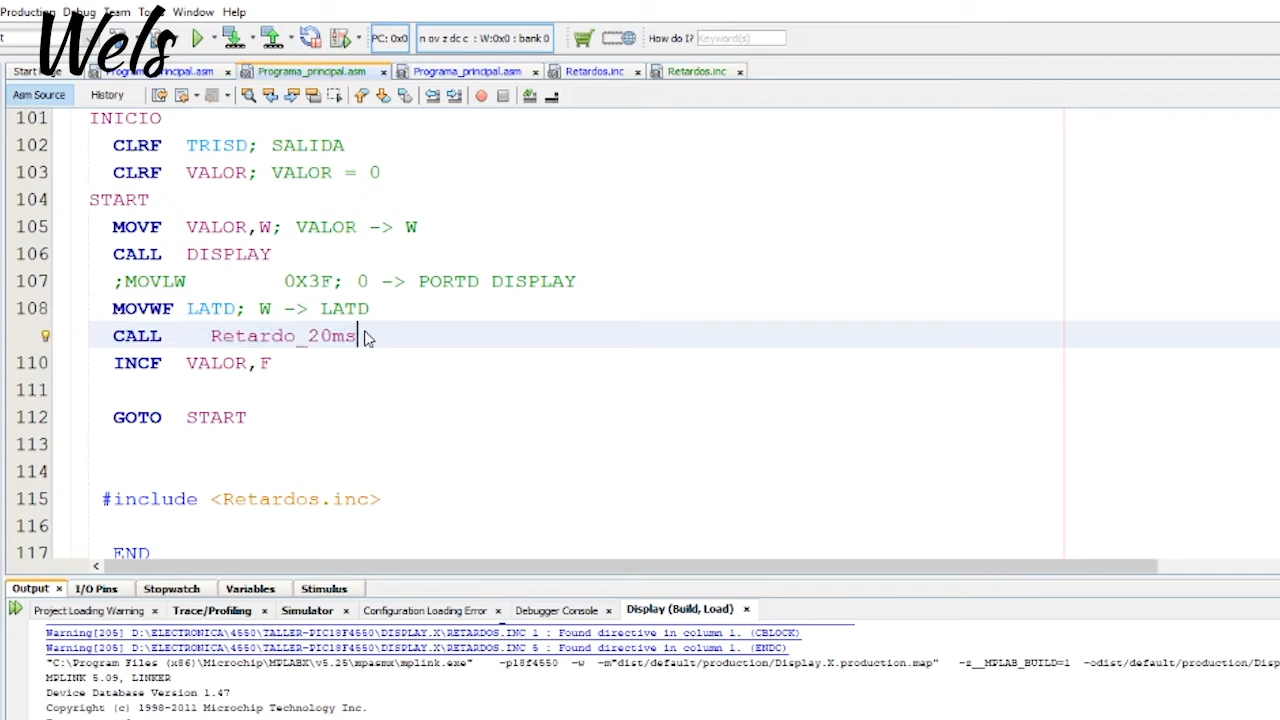 Production Debug Team Tools Window Help
Wels
PC: 0x0 n ov z dc c : W:0x0 : bank 0 How do I? Keyword(s)
Start Page Programa_principal.asm Programa_principal.asm Programa_principal.asm Retardos.inc Retardos.inc
Asm Source History
101 INICIO
102 CLRF TRISD; SALIDA
103 CLRF VALOR; VALOR = 0
104 START
105 MOVF VALOR,W; VALOR -> W
106 CALL DISPLAY
107 ;MOVLW 0X3F; 0 -> PORTD DISPLAY
108 MOVWF LATD; W -> LATD
CALL Retardo_20ms
110 INCF VALOR,F
111
112 GOTO START
113
114
115 #include <Retardos.inc>
116
117 END
Output I/O Pins Stopwatch Variables Stimulus
Project Loading Warning Trace/Profiling Simulator Configuration Loading Error Debugger Console Display (Build, Load)
Warning[205] D:\ELECTRONICA\4550\TALLER-PIC18F4550\DISPLAY.X\RETARDOS.INC 1 : Found directive in column 1. (CBLOCK)
Warning[205] D:\ELECTRONICA\4550\TALLER-PIC18F4550\DISPLAY.X\RETARDOS.INC 5 : Found directive in column 1. (ENDC)
"C:\Program Files (x86)\Microchip\MPLABX\v5.25\mpasmx\mplink.exe" -p18f4550 -w -m"dist/default/production/Display.X.production.map" -z__MPLAB_BUILD=1 -odist/default/production/Disp
MPLINK 5.09, LINKER
Device Database Version 1.47
Copyright (c) 1998-2011 Microchip Technology Inc.